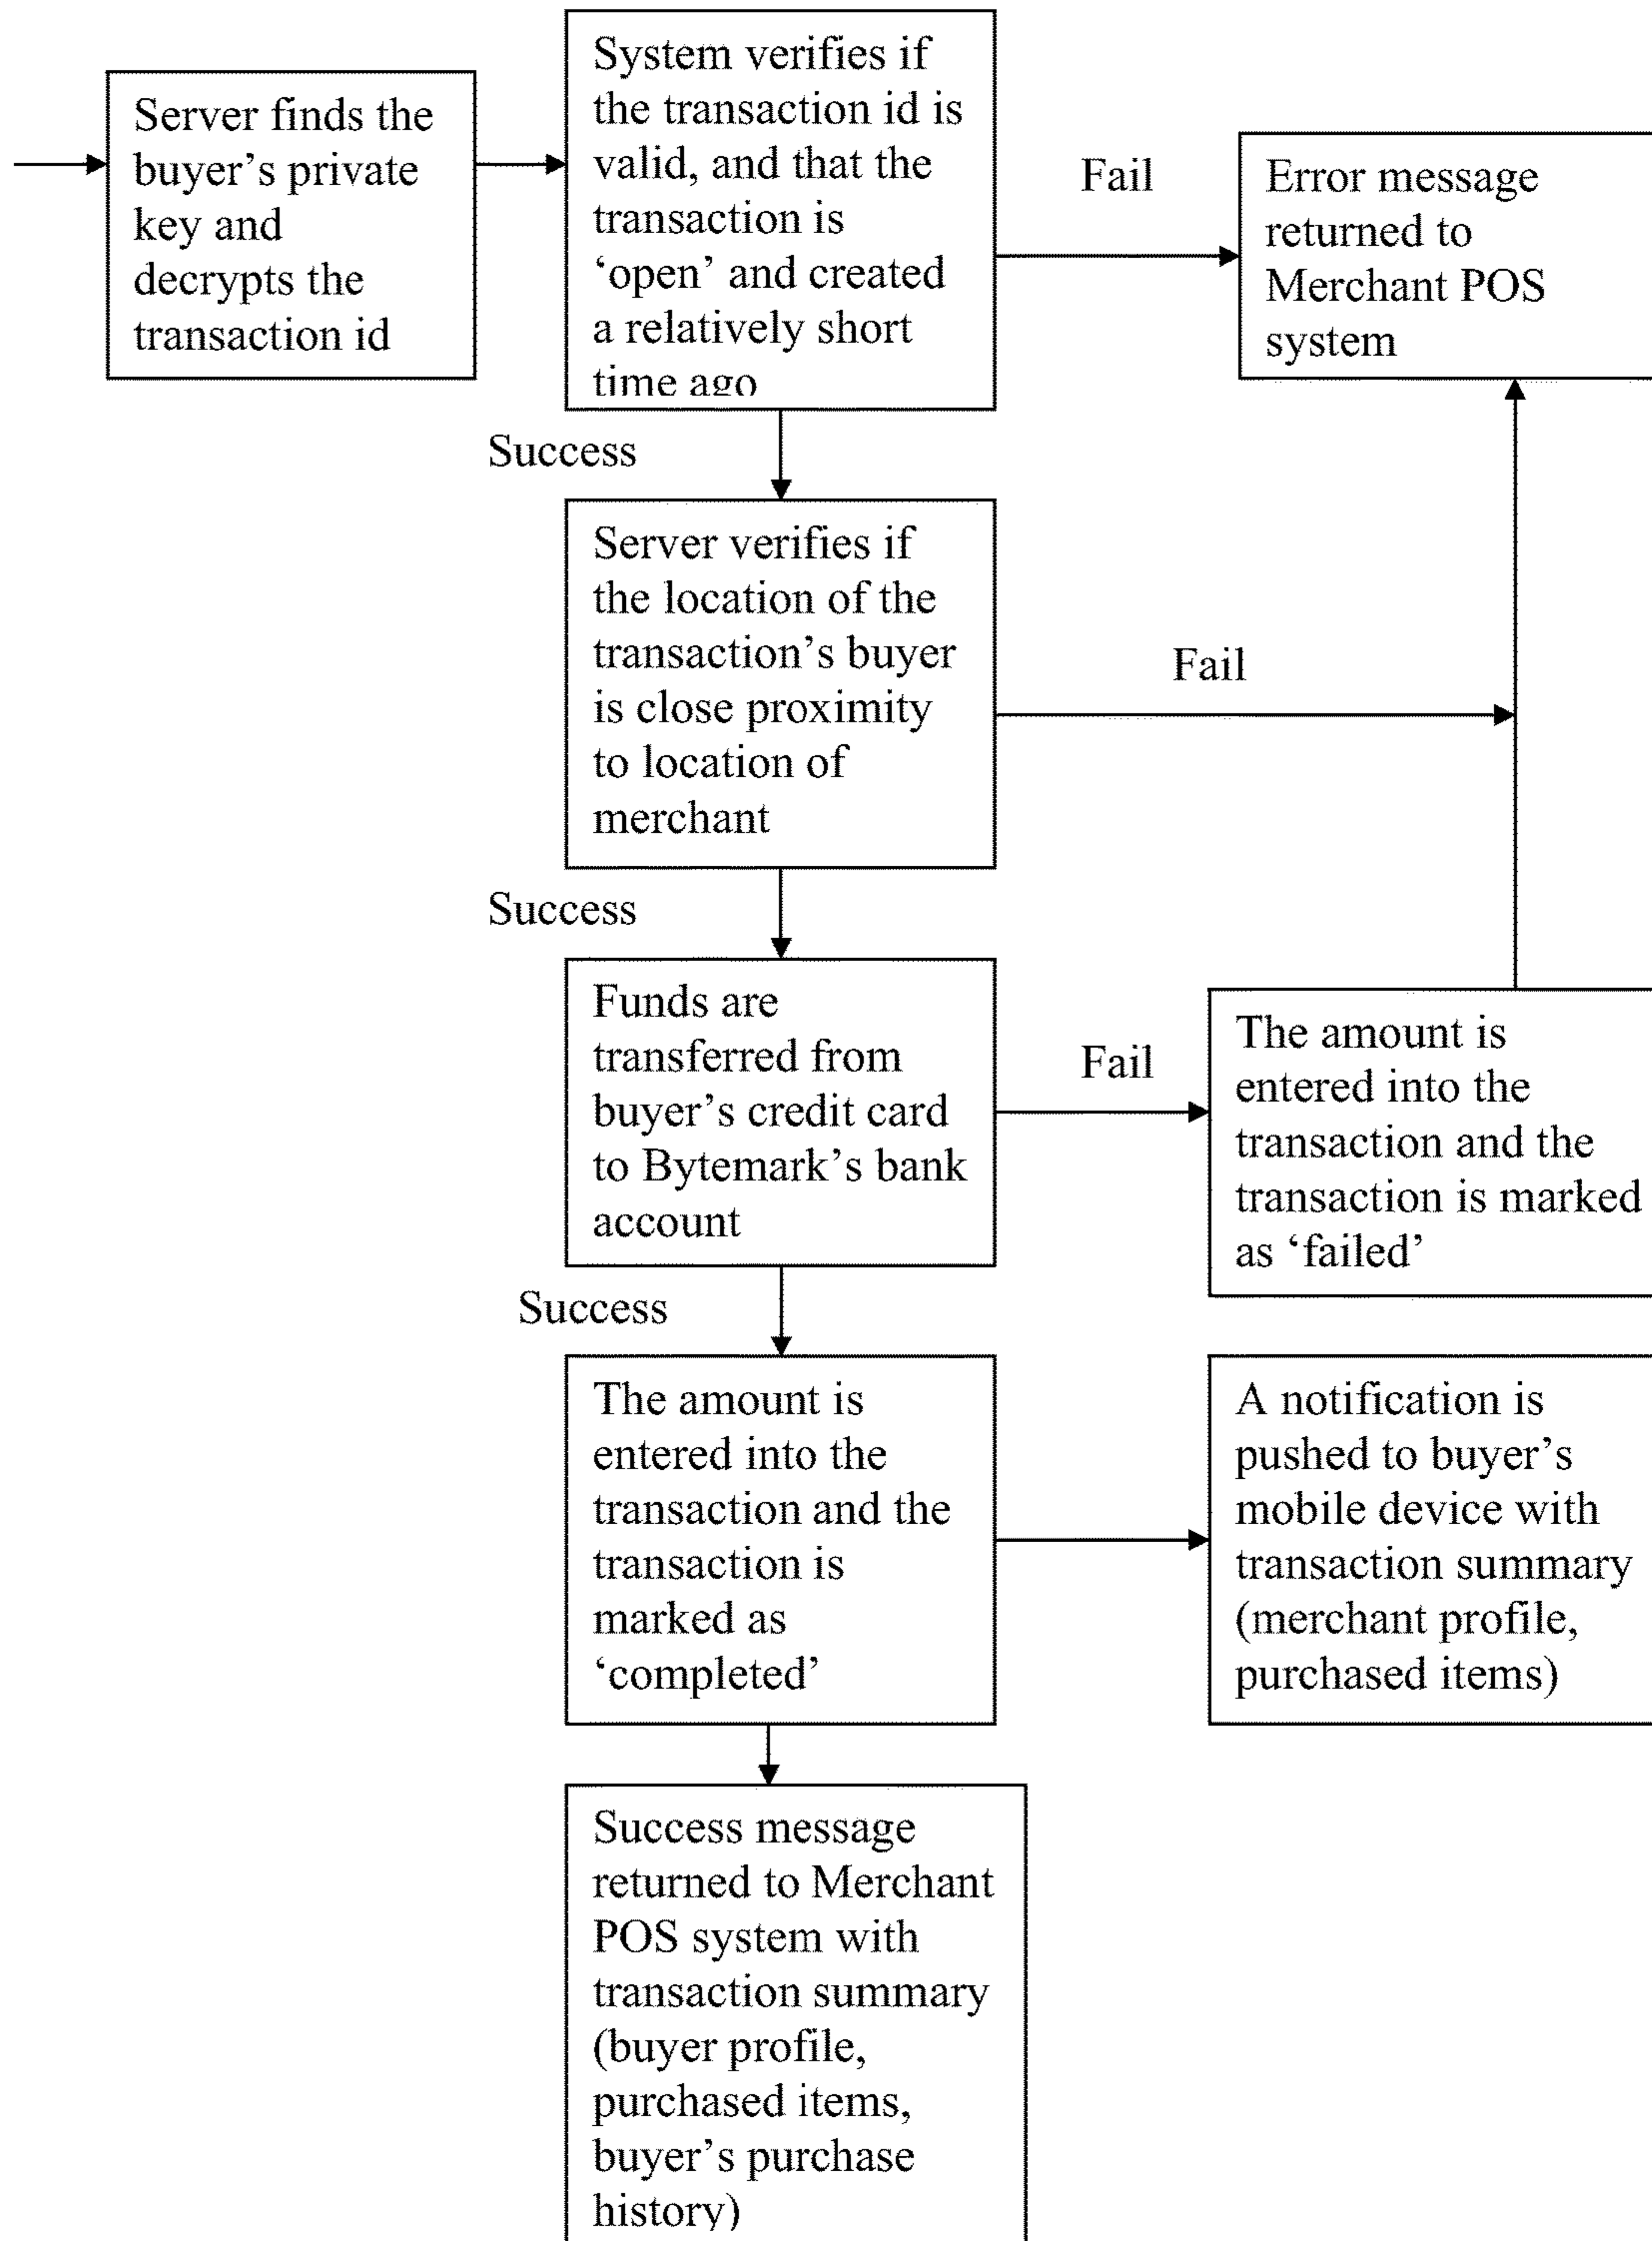 Server finds the
buyer’s private
key and
decrypts the
transaction id
System verifies if
the transaction id is
valid, and that the
transaction is
‘open’ and created
a relatively short
time ago
Fail
Error message
returned to
Merchant POS
system
Success
Server verifies if
the location of the
transaction’s buyer
is close proximity
to location of
merchant
Fail
Success
Funds are
transferred from
buyer’s credit card
to Bytemark’s bank
account
Fail
The amount is
entered into the
transaction and the
transaction is marked
as ‘failed’
Success
The amount is
entered into the
transaction and the
transaction is
marked as
‘completed’
A notification is
pushed to buyer’s
mobile device with
transaction summary
(merchant profile,
purchased items)
Success message
returned to Merchant
POS system with
transaction summary
(buyer profile,
purchased items,
buyer’s purchase
history)